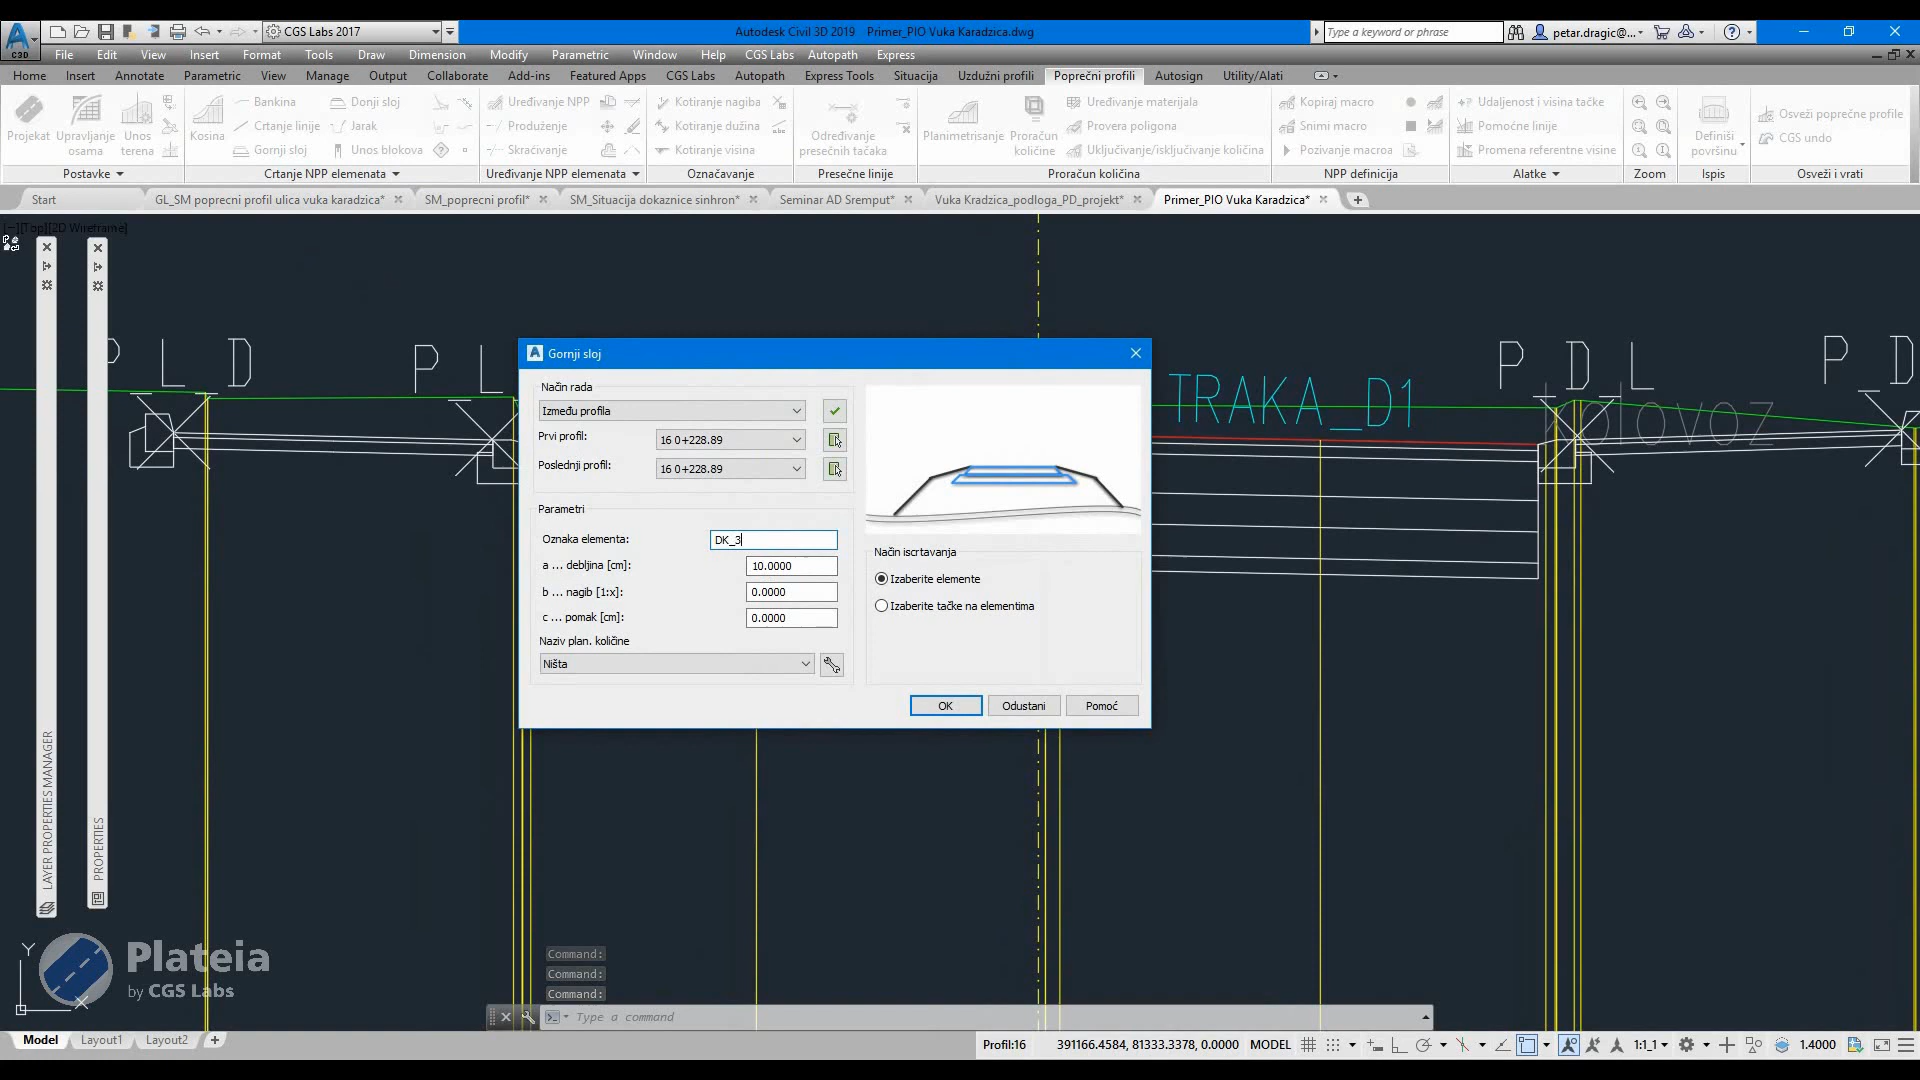 CGS Labs 2017
Autodesk Civil 3D 2019 Primer_PIO Vuka Karadzica.dwg
Type a keyword or phrase
petar.dragic@...
C3D
File Edit View Insert Format Tools Draw Dimension Modify Parametric Window Help CGS Labs Autopath Express
Home Insert Annotate Parametric View Manage Output Collaborate Add-ins Featured Apps CGS Labs Autopath Express Tools Situacija Uzdužni profili Poprečni profili Autosign Utility/Alati
Bankina Donji sloj Uređivanje NPP Kotiranje nagiba Uređivanje materijala Kopiraj macro Udaljenost i visina tačke
Osveži poprečne profile
Crtanje linije Jarak Produženje Kotiranje dužina Provera poligona Snimi macro Pomoćne linije
Projekat Upravljanje osama Unos terena Kosina Određivanje presečnih tačaka Planimetrisanje Proračun količine Definiši površinu
CGS undo
Gornji sloj Unos blokova Skraćivanje Kotiranje visina Uključivanje/isključivanje količina Pozivanje macroa Promena referentne visine
Postavke Crtanje NPP elemenata Uređivanje NPP elemenata Označavanje Presečne linije Proračun količina NPP definicija Alatke Zoom Ispis Osveži i vrati
Start GL_SM poprecni profil ulica vuka karadzica* SM_poprecni profil* SM_Situacija dokaznice sinhron* Seminar AD Sremput* Vuka Kradzica_podloga_PD_projekt* Primer_PIO Vuka Karadzica*
[−][Top][2D Wireframe]
P L D
P L
TRAKA_D1
P D L
P D
kolovoz
Gornji sloj
Način rada
Između profila
Prvi profil: 16 0+228.89
Poslednji profil: 16 0+228.89
Parametri
Oznaka elementa: DK_3
a ... debljina [cm]: 10.0000
b ... nagib [1:x]: 0.0000
c ... pomak [cm]: 0.0000
Naziv plan. količine
Ništa
Način iscrtavanja
Izaberite elemente
Izaberite tačke na elementima
OK Odustani Pomoć
LAYER PROPERTIES MANAGER
PROPERTIES
Y
X
Plateia
by CGS Labs
Command:
Command:
Command:
Type a command
Model Layout1 Layout2
Profil:16 391166.4584, 81333.3378, 0.0000 MODEL 1:1_1 1.4000